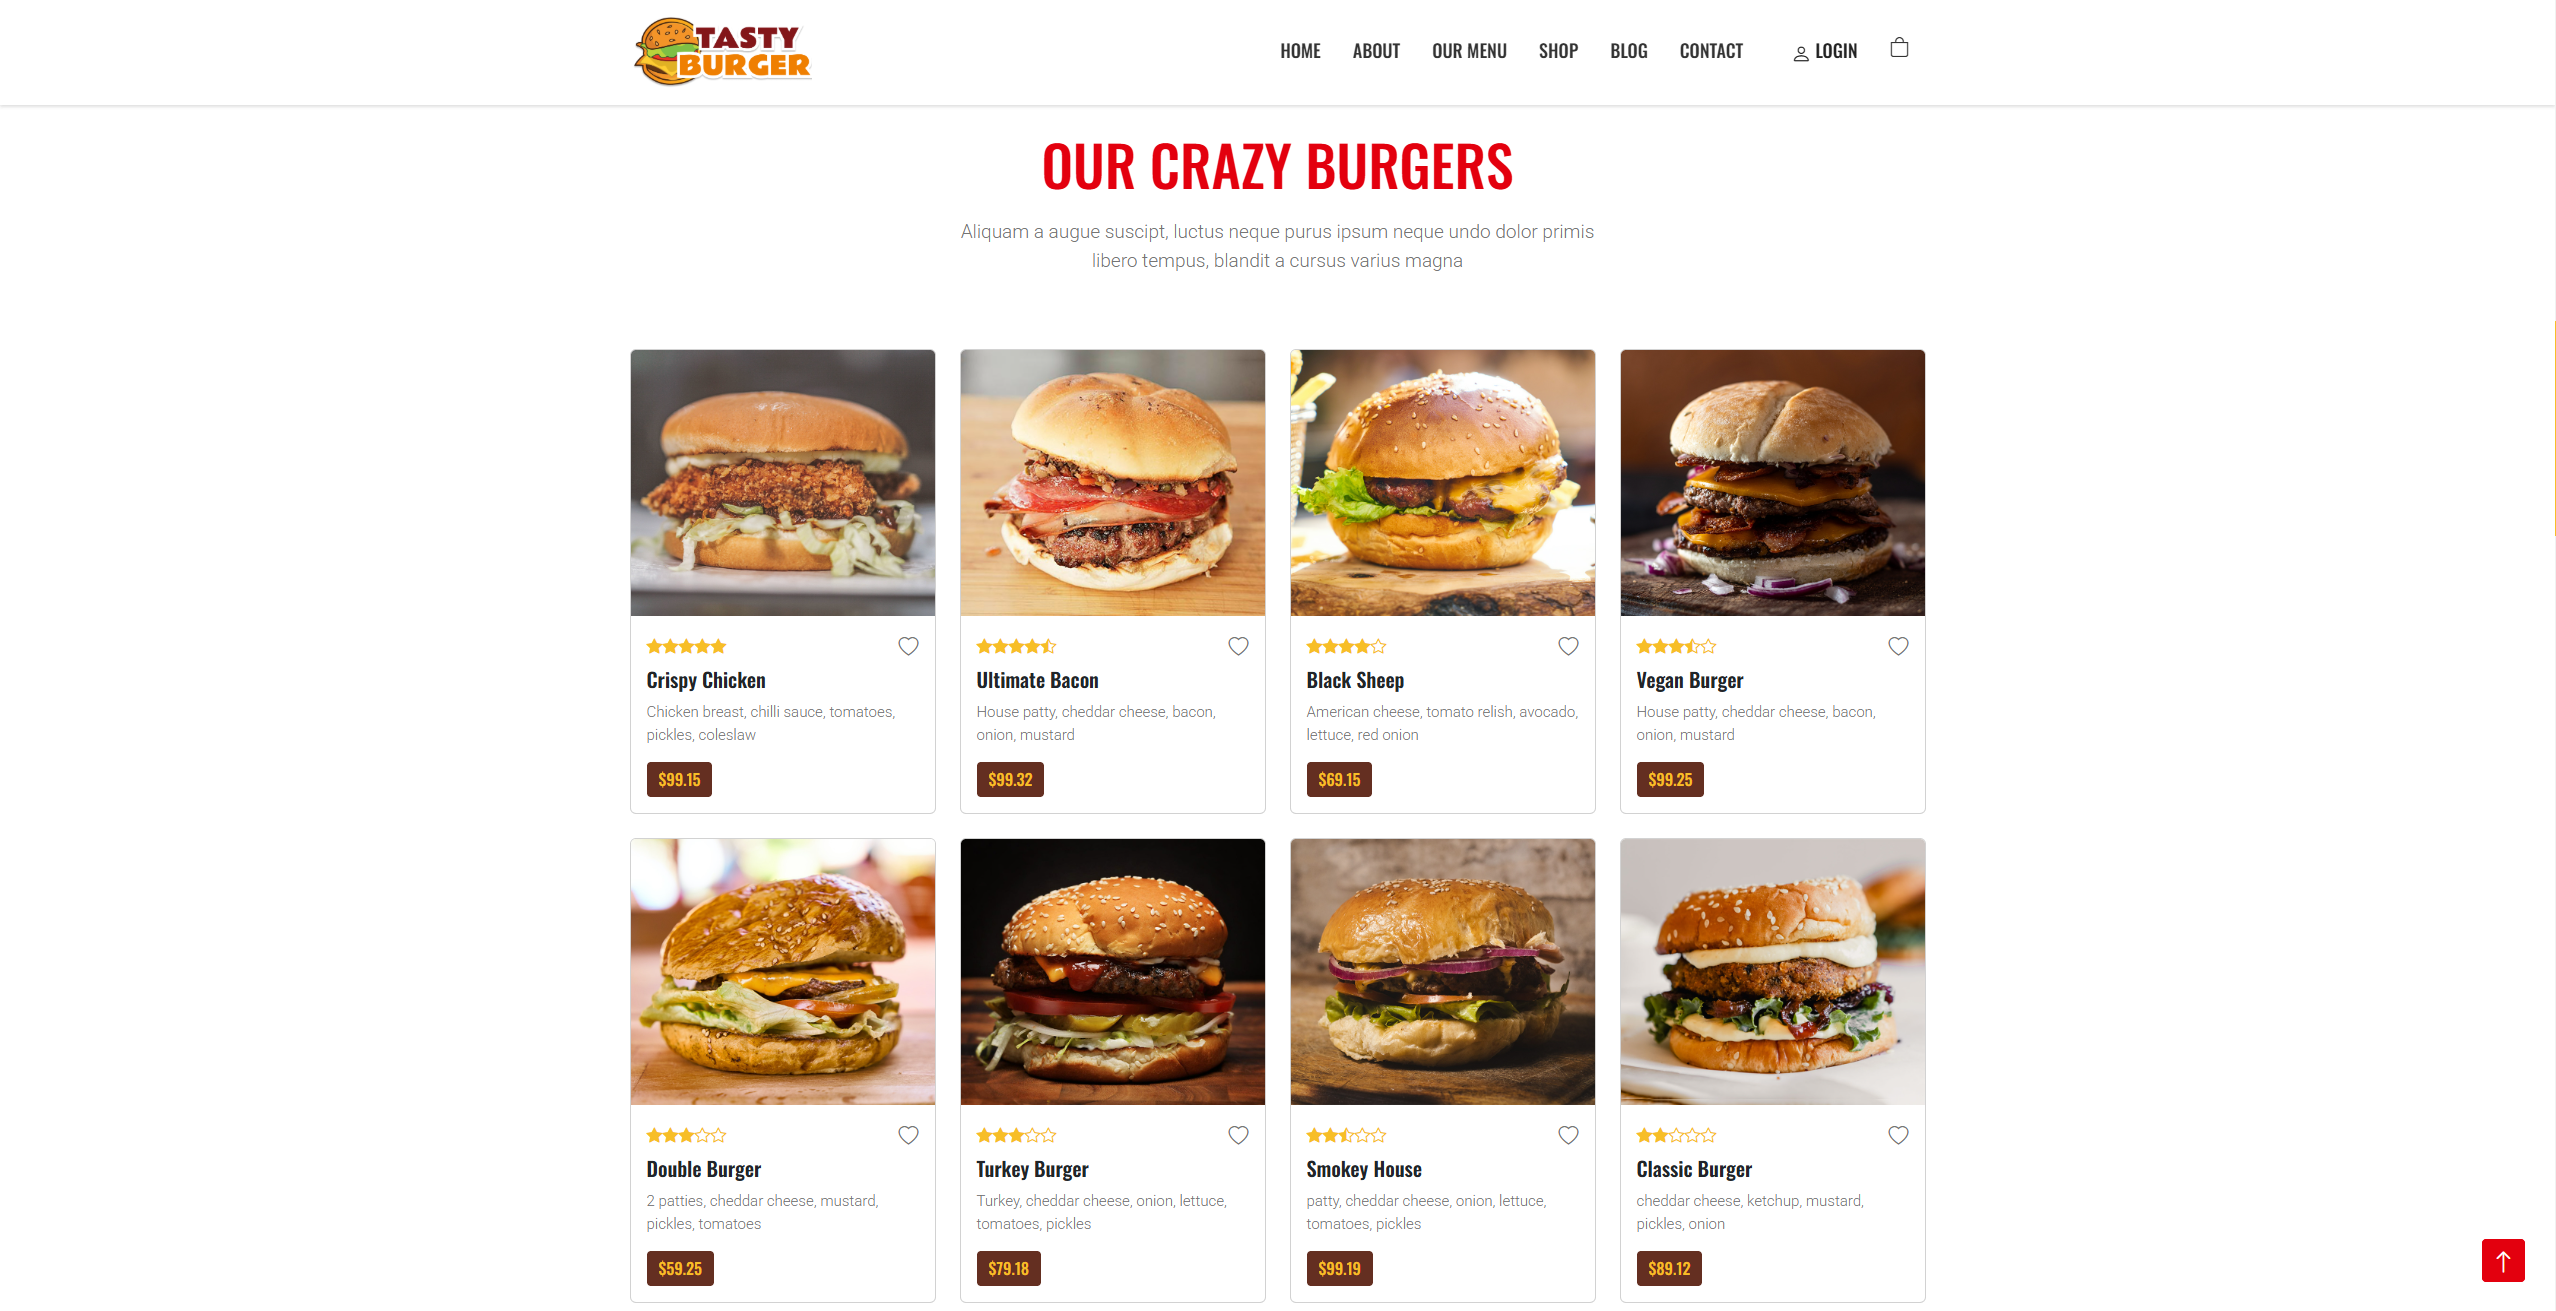 TASTY
BURGER
HOME ABOUT OUR MENU SHOP BLOG CONTACT LOGIN
OUR CRAZY BURGERS
Aliquam a augue suscipt, luctus neque purus ipsum neque undo dolor primis
libero tempus, blandit a cursus varius magna
Crispy Chicken
Chicken breast, chilli sauce, tomatoes,
pickles, coleslaw
$99.15
Ultimate Bacon
House patty, cheddar cheese, bacon,
onion, mustard
$99.32
Black Sheep
American cheese, tomato relish, avocado,
lettuce, red onion
$69.15
Vegan Burger
House patty, cheddar cheese, bacon,
onion, mustard
$99.25
Double Burger
2 patties, cheddar cheese, mustard,
pickles, tomatoes
$59.25
Turkey Burger
Turkey, cheddar cheese, onion, lettuce,
tomatoes, pickles
$79.18
Smokey House
patty, cheddar cheese, onion, lettuce,
tomatoes, pickles
$99.19
Classic Burger
cheddar cheese, ketchup, mustard,
pickles, onion
$89.12